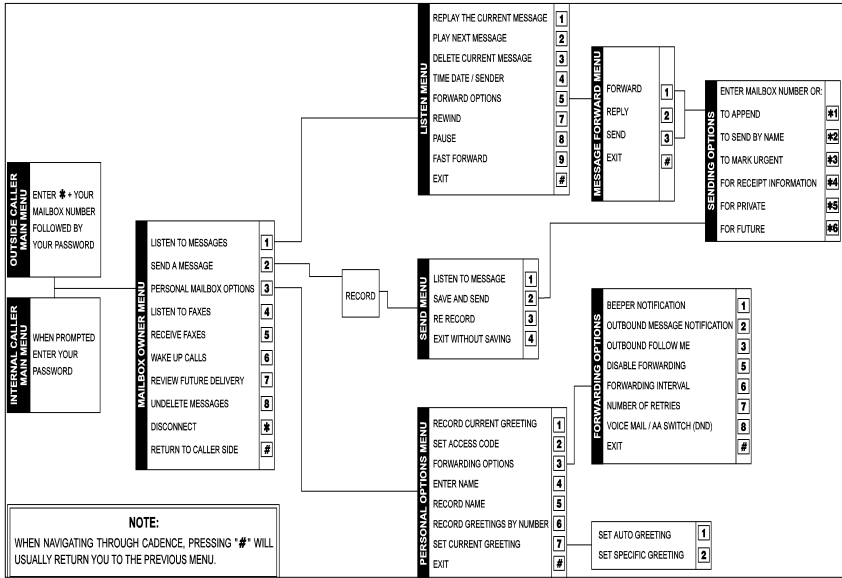 OUTSIDE CALLER
MAIN MENU
ENTER ✱ + YOUR
MAILBOX NUMBER
FOLLOWED BY
YOUR PASSWORD
INTERNAL CALLER
MAIN MENU
WHEN PROMPTED
ENTER YOUR
PASSWORD
MAILBOX OWNER MENU
LISTEN TO MESSAGES 1
SEND A MESSAGE 2
PERSONAL MAILBOX OPTIONS 3
LISTEN TO FAXES 4
RECEIVE FAXES 5
WAKE UP CALLS 6
REVIEW FUTURE DELIVERY 7
UNDELETE MESSAGES 8
DISCONNECT ✱
RETURN TO CALLER SIDE #
LISTEN MENU
REPLAY THE CURRENT MESSAGE 1
PLAY NEXT MESSAGE 2
DELETE CURRENT MESSAGE 3
TIME DATE / SENDER 4
FORWARD OPTIONS 5
REWIND 7
PAUSE 8
FAST FORWARD 9
EXIT #
MESSAGE FORWARD MENU
FORWARD 1
REPLY 2
SEND 3
EXIT #
SENDING OPTIONS
ENTER MAILBOX NUMBER OR:
TO APPEND ✱1
TO SEND BY NAME ✱2
TO MARK URGENT ✱3
FOR RECEIPT INFORMATION ✱4
FOR PRIVATE ✱5
FOR FUTURE ✱6
RECORD
SEND MENU
LISTEN TO MESSAGE 1
SAVE AND SEND 2
RE RECORD 3
EXIT WITHOUT SAVING 4
PERSONAL OPTIONS MENU
RECORD CURRENT GREETING 1
SET ACCESS CODE 2
FORWARDING OPTIONS 3
ENTER NAME 4
RECORD NAME 5
RECORD GREETINGS BY NUMBER 6
SET CURRENT GREETING 7
EXIT #
FORWARDING OPTIONS
BEEPER NOTIFICATION 1
OUTBOUND MESSAGE NOTIFICATION 2
OUTBOUND FOLLOW ME 3
DISABLE FORWARDING 5
FORWARDING INTERVAL 6
NUMBER OF RETRIES 7
VOICE MAIL / AA SWITCH (DND) 8
EXIT #
SET AUTO GREETING 1
SET SPECIFIC GREETING 2
NOTE:
WHEN NAVIGATING THROUGH CADENCE, PRESSING "#" WILL
USUALLY RETURN YOU TO THE PREVIOUS MENU.